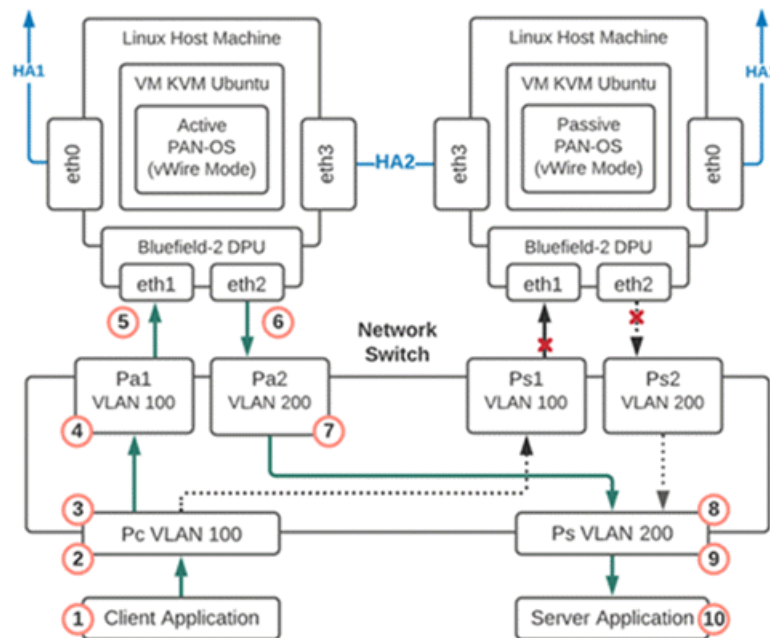 Linux Host Machine
Linux Host Machine
HA1
VM KVM Ubuntu
VM KVM Ubuntu
Active
PAN-OS
(vWire Mode)
Passive
PAN-OS
(vWire Mode)
eth0
eth3
HA2
eth3
eth0
Bluefield-2 DPU
Bluefield-2 DPU
eth1
eth2
eth1
eth2
5
6
Network
Switch
Pa1
VLAN 100
Pa2
VLAN 200
Ps1
VLAN 100
Ps2
VLAN 200
4
7
3
8
Pc VLAN 100
Ps VLAN 200
2
9
1
Client Application
Server Application
10